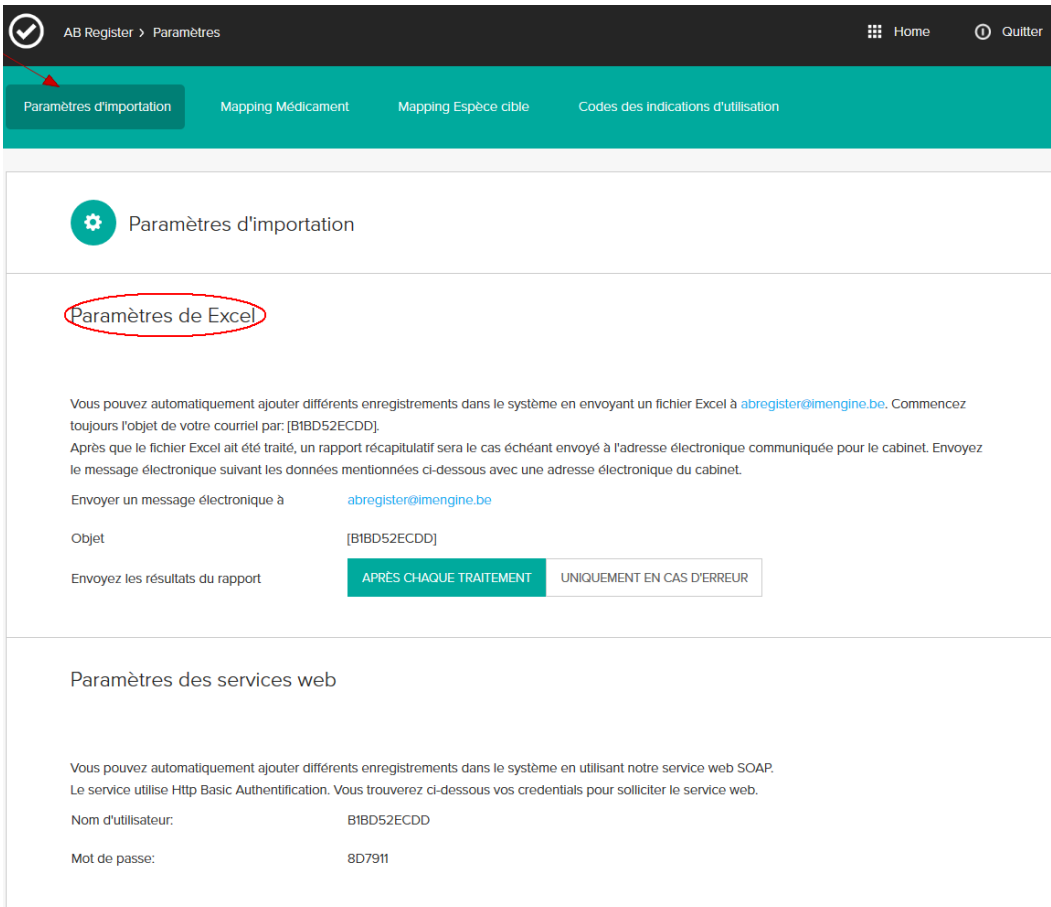 AB Register > Paramètres
Home
Quitter
Paramètres d'importation
Mapping Médicament
Mapping Espèce cible
Codes des indications d'utilisation
Paramètres d'importation
Paramètres de Excel
Vous pouvez automatiquement ajouter différents enregistrements dans le système en envoyant un fichier Excel à abregister@imengine.be. Commencez
toujours l'objet de votre courriel par: [B1BD52ECDD].
Après que le fichier Excel ait été traité, un rapport récapitulatif sera le cas échéant envoyé à l'adresse électronique communiquée pour le cabinet. Envoyez
le message électronique suivant les données mentionnées ci-dessous avec une adresse électronique du cabinet.
Envoyer un message électronique à
abregister@imengine.be
Objet
[B1BD52ECDD]
Envoyez les résultats du rapport
APRÈS CHAQUE TRAITEMENT
UNIQUEMENT EN CAS D'ERREUR
Paramètres des services web
Vous pouvez automatiquement ajouter différents enregistrements dans le système en utilisant notre service web SOAP.
Le service utilise Http Basic Authentification. Vous trouverez ci-dessous vos credentials pour solliciter le service web.
Nom d'utilisateur:
B1BD52ECDD
Mot de passe:
8D7911